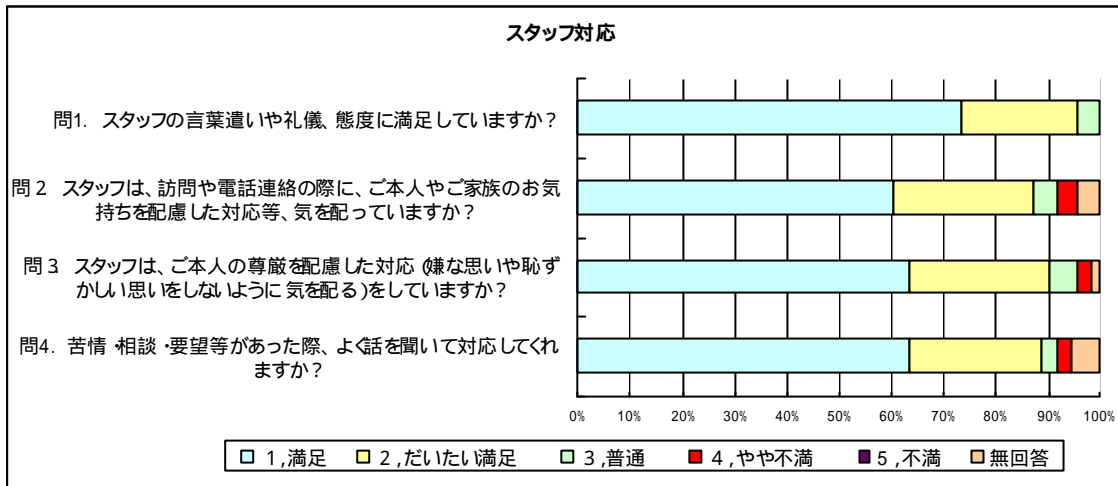 スタッフ対応
問1. スタッフの言葉遣いや礼儀、態度に満足していますか？
問2 スタッフは、訪問や電話連絡の際に、ご本人やご家族のお気
持ちを配慮した対応等、気を配っていますか？
問3 スタッフは、ご本人の尊厳を配慮した対応(嫌な思いや恥ず
かしい思いをしないように気を配る)をしていますか？
問4. 苦情・相談・要望等があった際、よく話を聞いて対応してくれ
ますか？
0% 10% 20% 30% 40% 50% 60% 70% 80% 90% 100%
1,満足 2,だいたい満足 3,普通 4,やや不満 5,不満 無回答